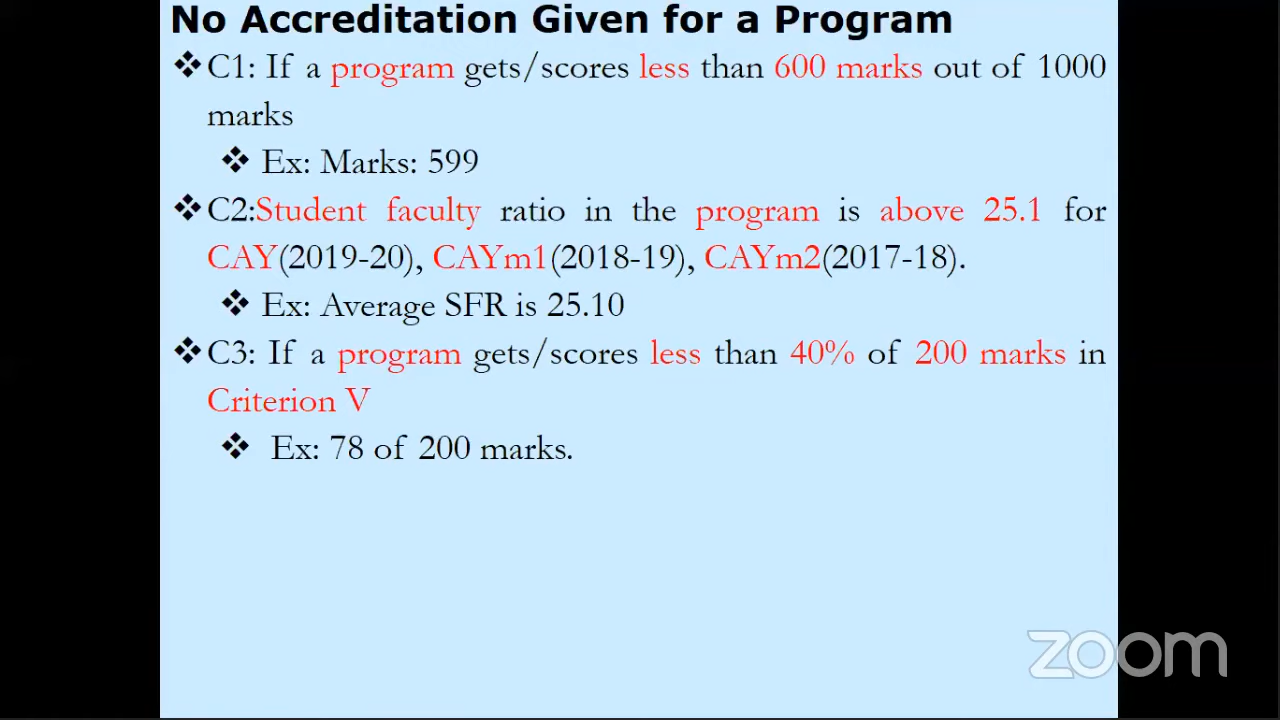 No Accreditation Given for a Program
❖C1: If a program gets/scores less than 600 marks out of 1000
marks
❖ Ex: Marks: 599
❖C2:Student faculty ratio in the program is above 25.1 for
CAY(2019-20), CAYm1(2018-19), CAYm2(2017-18).
❖ Ex: Average SFR is 25.10
❖C3: If a program gets/scores less than 40% of 200 marks in
Criterion V
❖ Ex: 78 of 200 marks.
zoom